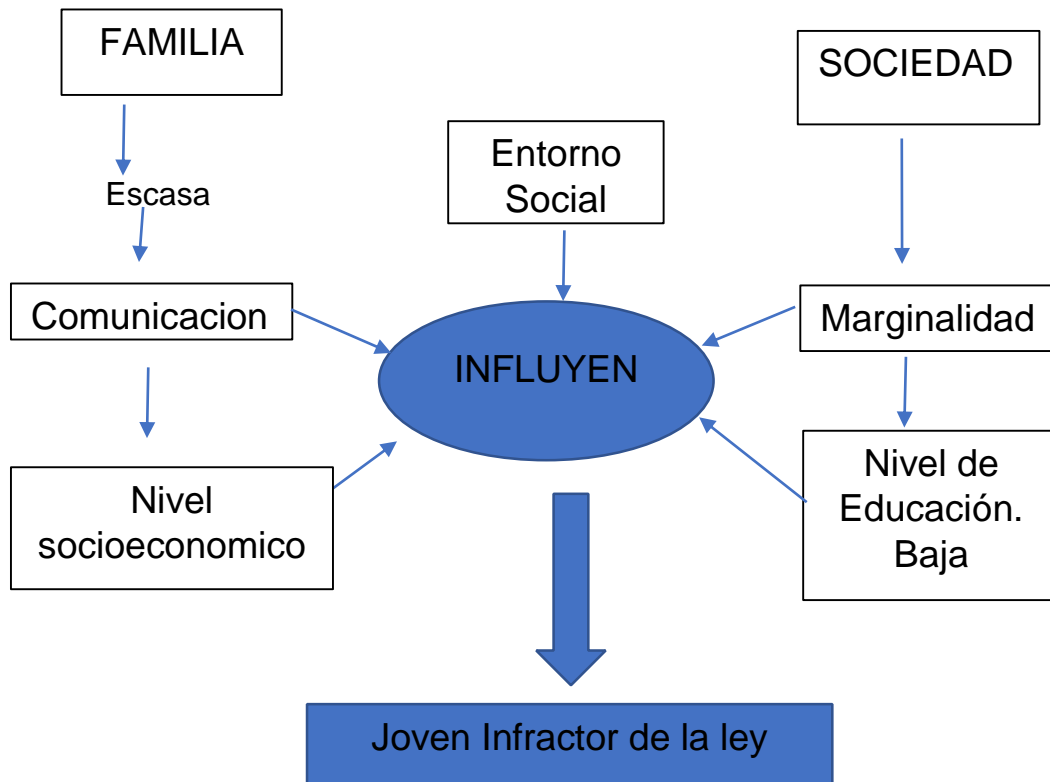 FAMILIA
SOCIEDAD
Entorno
Social
Escasa
Comunicacion
INFLUYEN
Marginalidad
Nivel
socioeconomico
Nivel de
Educación.
Baja
Joven Infractor de la ley